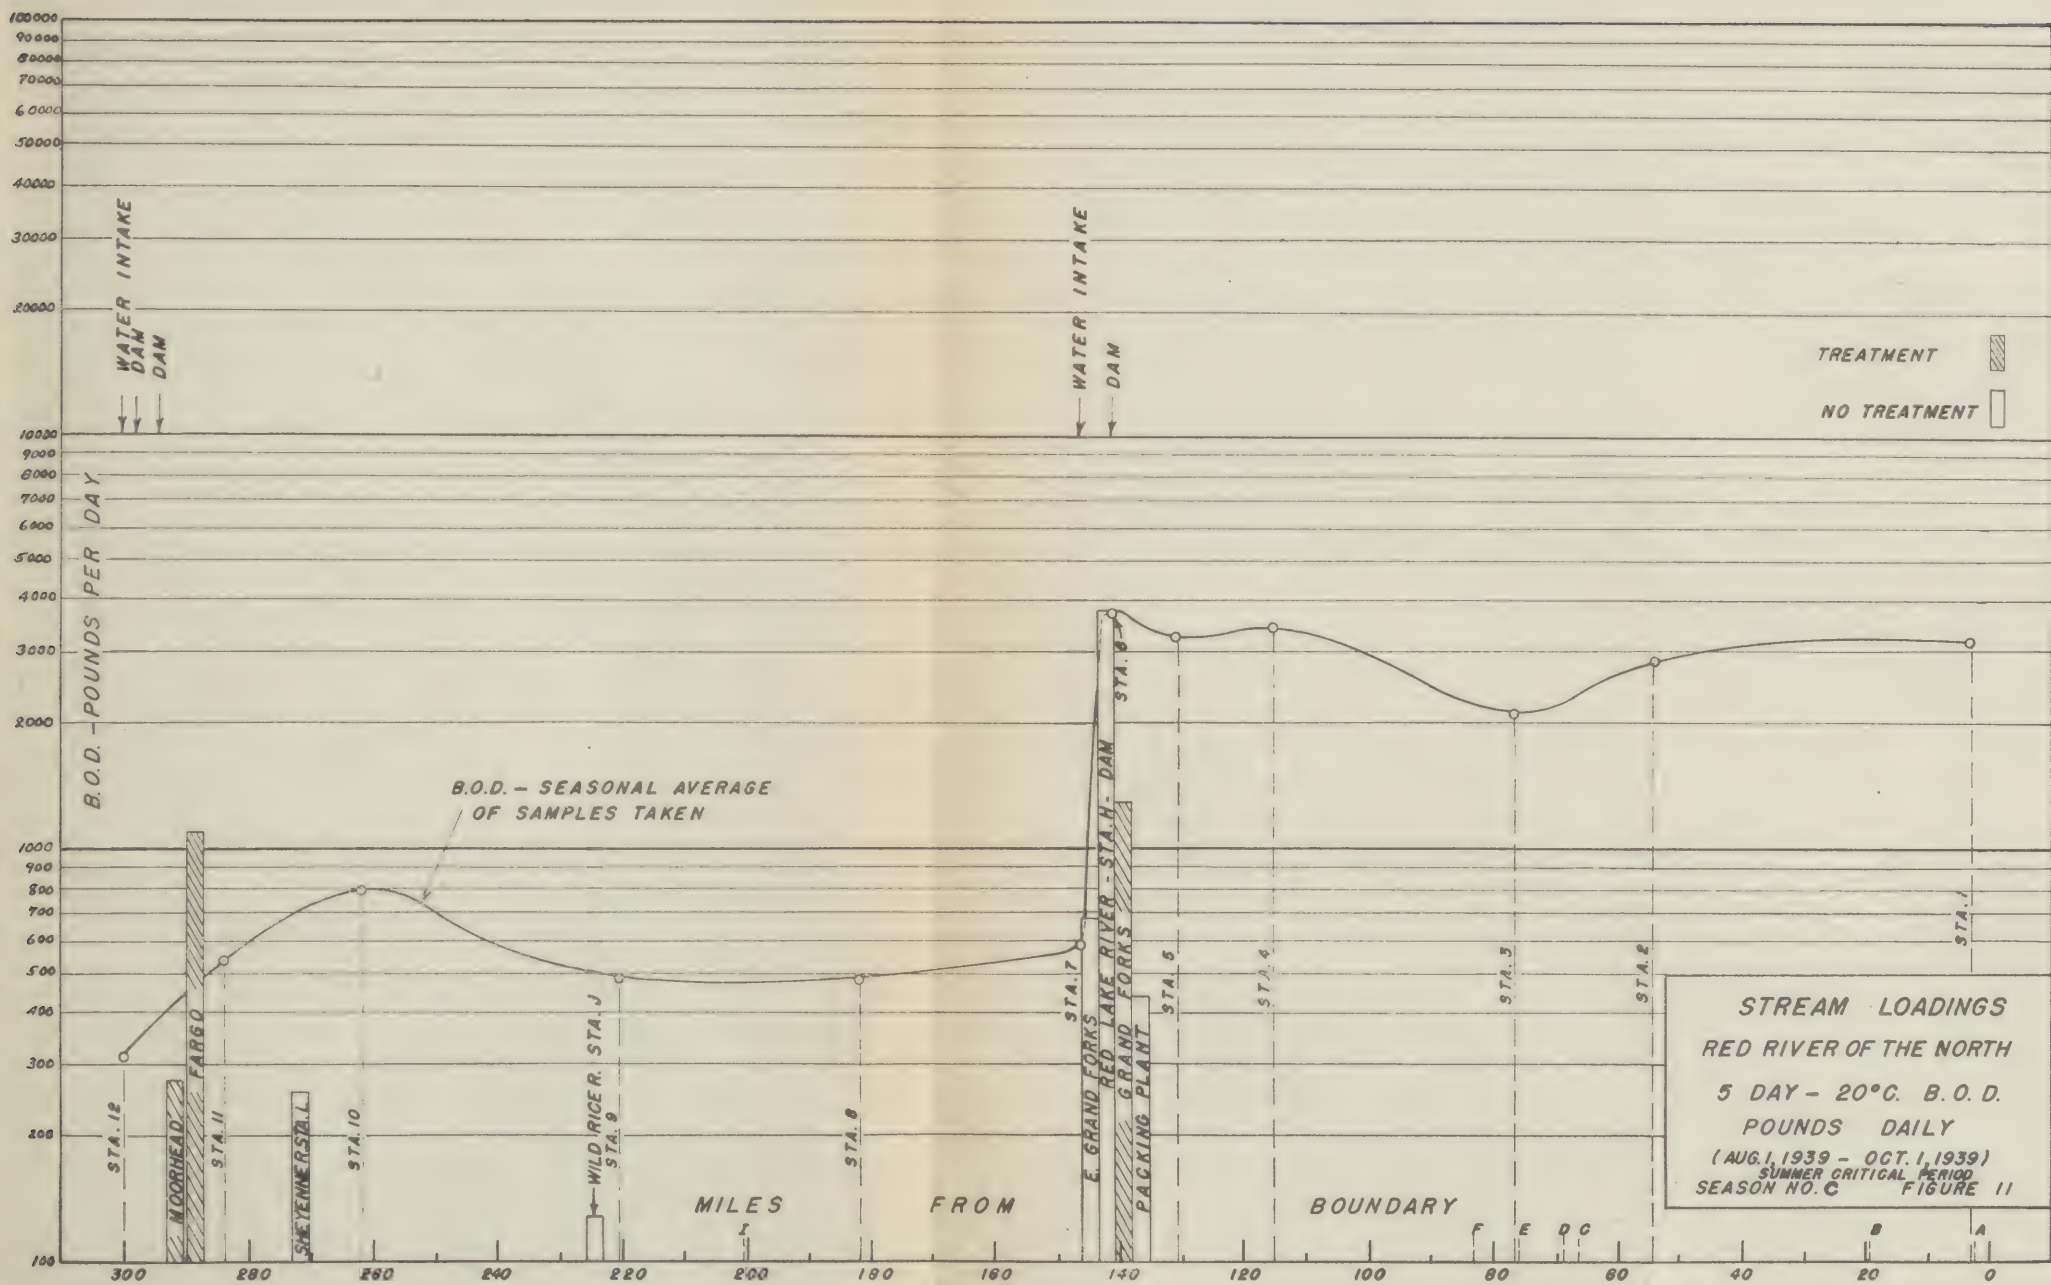 100000
90000
80000
70000
60000
50000
40000
30000
20000
10000
9000
8000
7000
6000
5000
4000
3000
2000
1000
900
800
700
600
500
400
300
200
100
B.O.D. - POUNDS PER DAY
WATER INTAKE
DAM
DAM
WATER INTAKE
DAM
TREATMENT
NO TREATMENT
B.O.D. - SEASONAL AVERAGE
OF SAMPLES TAKEN
STA. 12
MOORHEAD
FARGO
STA. 11
SHEYENNE R. STA. L
STA. 10
WILD RICE R. STA. J
STA. 9
STA. 8
STA. 7
E. GRAND FORKS
RED LAKE RIVER - STA. H - DAM
STA. 6
GRAND FORKS
PACKING PLANT
STA. 5
STA. 4
STA. 3
STA. 2
STA. 1
MILES FROM BOUNDARY
I F E D C B A
300 280 260 240 220 200 180 160 140 120 100 80 60 40 20 0
STREAM LOADINGS
RED RIVER OF THE NORTH
5 DAY - 20°C. B.O.D.
POUNDS DAILY
(AUG. 1, 1939 - OCT. 1, 1939)
SUMMER CRITICAL PERIOD
SEASON NO. C FIGURE 11